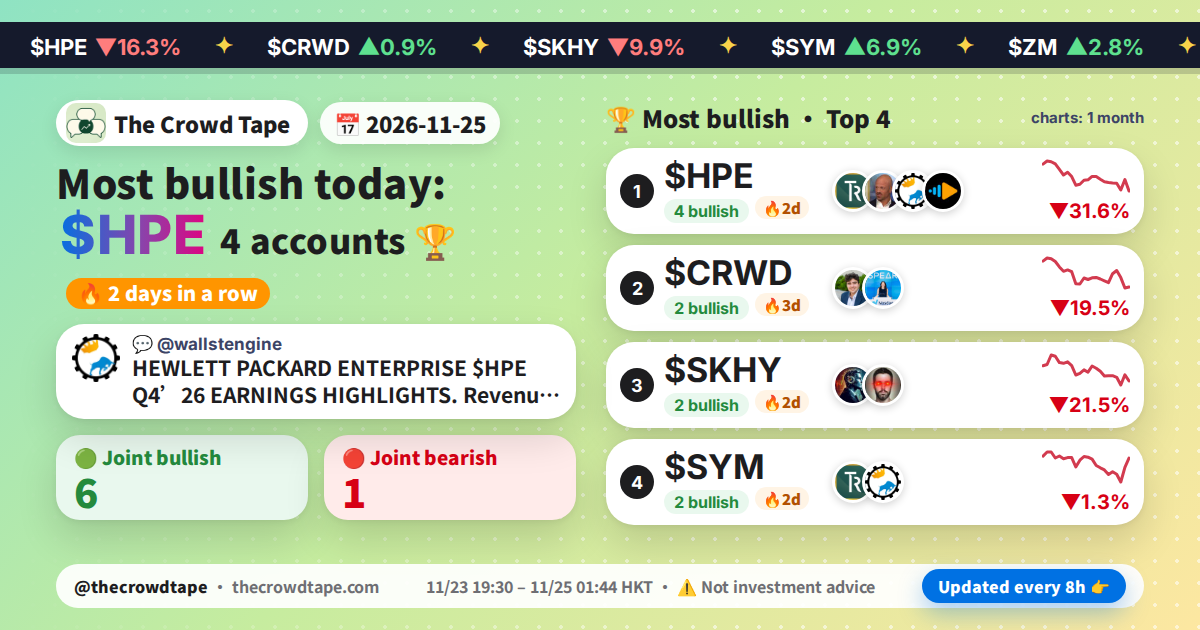 $HPE ▼16.3% ✦ $CRWD ▲0.9% ✦ $SKHY ▼9.9% ✦ $SYM ▲6.9% ✦ $ZM ▲2.8% ✦
The Crowd Tape
📅 2026-11-25
Most bullish today:
$HPE 4 accounts 🏆
🔥 2 days in a row
💬 @wallstengine
HEWLETT PACKARD ENTERPRISE $HPE
Q4’26 EARNINGS HIGHLIGHTS. Revenu…
🟢 Joint bullish
6
🔴 Joint bearish
1
🏆 Most bullish • Top 4
charts: 1 month
1
$HPE
4 bullish 🔥2d
TR
▼31.6%
2
$CRWD
2 bullish 🔥3d
▼19.5%
3
$SKHY
2 bullish 🔥2d
▼21.5%
4
$SYM
2 bullish 🔥2d
TR
▼1.3%
@thecrowdtape • thecrowdtape.com
11/23 19:30 – 11/25 01:44 HKT • ⚠️ Not investment advice
Updated every 8h 👉